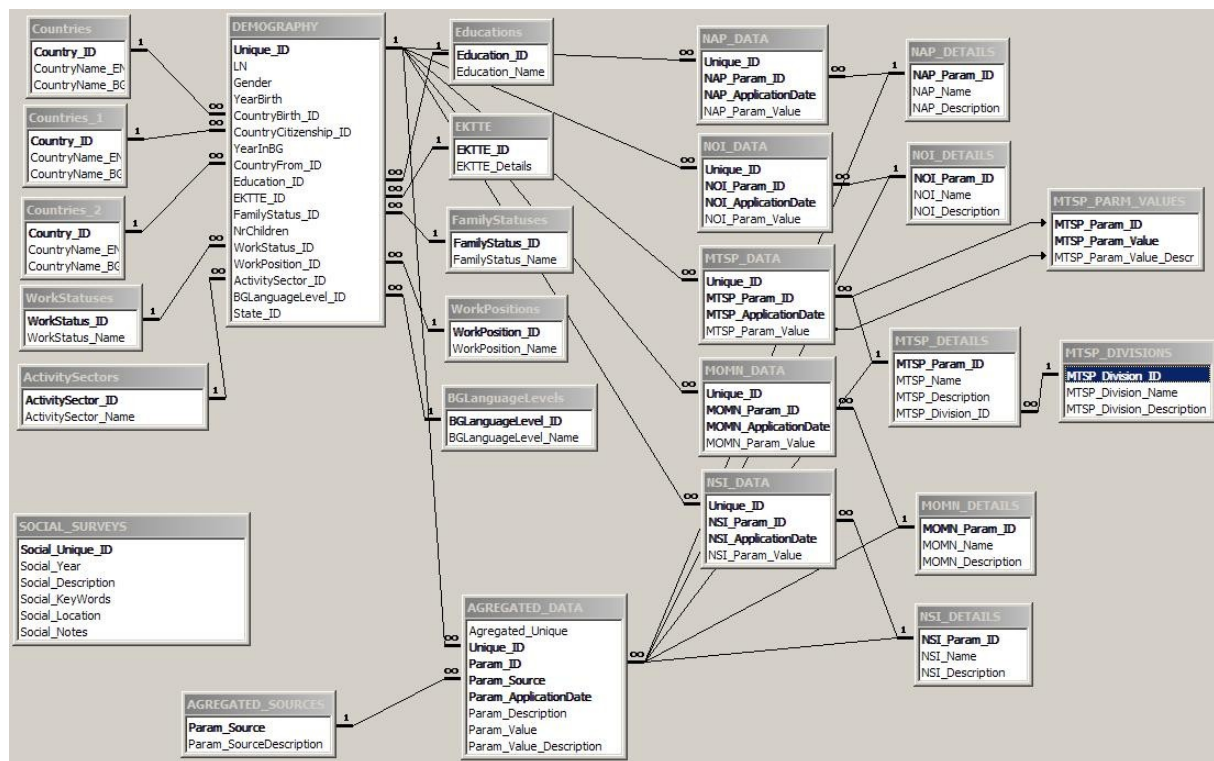 Countries
Country_ID
CountryName_EN
CountryName_BG
Countries_1
Country_ID
CountryName_EN
CountryName_BG
Countries_2
Country_ID
CountryName_EN
CountryName_BG
WorkStatuses
WorkStatus_ID
WorkStatus_Name
ActivitySectors
ActivitySector_ID
ActivitySector_Name
SOCIAL_SURVEYS
Social_Unique_ID
Social_Year
Social_Description
Social_KeyWords
Social_Location
Social_Notes
DEMOGRAPHY
Unique_ID
LN
Gender
YearBirth
CountryBirth_ID
CountryCitizenship_ID
YearInBG
CountryFrom_ID
Education_ID
EKTTE_ID
FamilyStatus_ID
NrChildren
WorkStatus_ID
WorkPosition_ID
ActivitySector_ID
BGLanguageLevel_ID
State_ID
Educations
Education_ID
Education_Name
EKTTE
EKTTE_ID
EKTTE_Details
FamilyStatuses
FamilyStatus_ID
FamilyStatus_Name
WorkPositions
WorkPosition_ID
WorkPosition_Name
BGLanguageLevels
BGLanguageLevel_ID
BGLanguageLevel_Name
AGREGATED_SOURCES
Param_Source
Param_SourceDescription
AGREGATED_DATA
Agregated_Unique
Unique_ID
Param_ID
Param_Source
Param_ApplicationDate
Param_Description
Param_Value
Param_Value_Description
NAP_DATA
Unique_ID
NAP_Param_ID
NAP_ApplicationDate
NAP_Param_Value
NOI_DATA
Unique_ID
NOI_Param_ID
NOI_ApplicationDate
NOI_Param_Value
MTSP_DATA
Unique_ID
MTSP_Param_ID
MTSP_ApplicationDate
MTSP_Param_Value
MOMN_DATA
Unique_ID
MOMN_Param_ID
MOMN_ApplicationDate
MOMN_Param_Value
NSI_DATA
Unique_ID
NSI_Param_ID
NSI_ApplicationDate
NSI_Param_Value
NAP_DETAILS
NAP_Param_ID
NAP_Name
NAP_Description
NOI_DETAILS
NOI_Param_ID
NOI_Name
NOI_Description
MTSP_PARM_VALUES
MTSP_Param_ID
MTSP_Param_Value
MTSP_Param_Value_Descr
MTSP_DETAILS
MTSP_Param_ID
MTSP_Name
MTSP_Description
MTSP_Division_ID
MTSP_DIVISIONS
MTSP_Division_ID
MTSP_Division_Name
MTSP_Division_Description
MOMN_DETAILS
MOMN_Param_ID
MOMN_Name
MOMN_Description
NSI_DETAILS
NSI_Param_ID
NSI_Name
NSI_Description